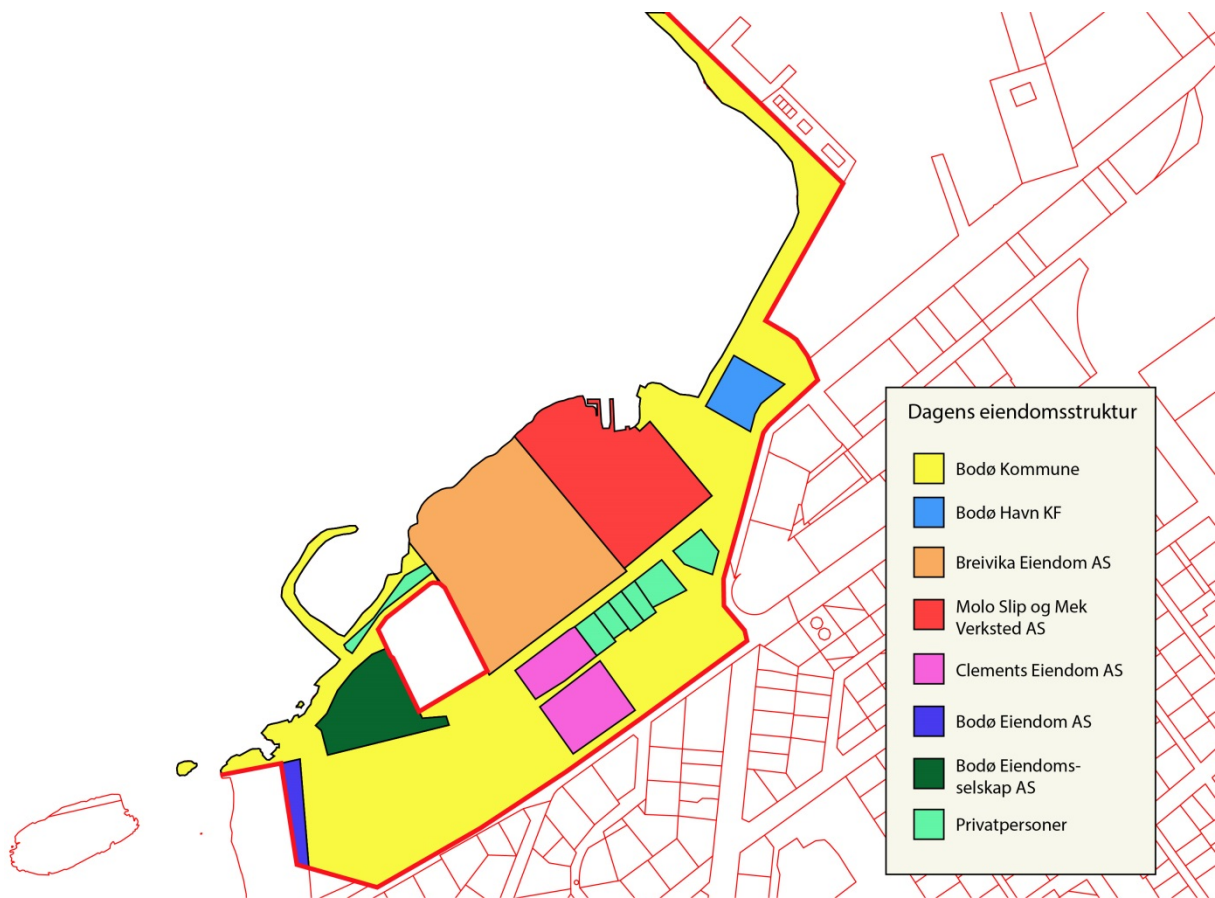 Dagens eiendomsstruktur
Bodø Kommune
Bodø Havn KF
Breivika Eiendom AS
Molo Slip og Mek
Verksted AS
Clements Eiendom AS
Bodø Eiendom AS
Bodø Eiendoms-
selskap AS
Privatpersoner